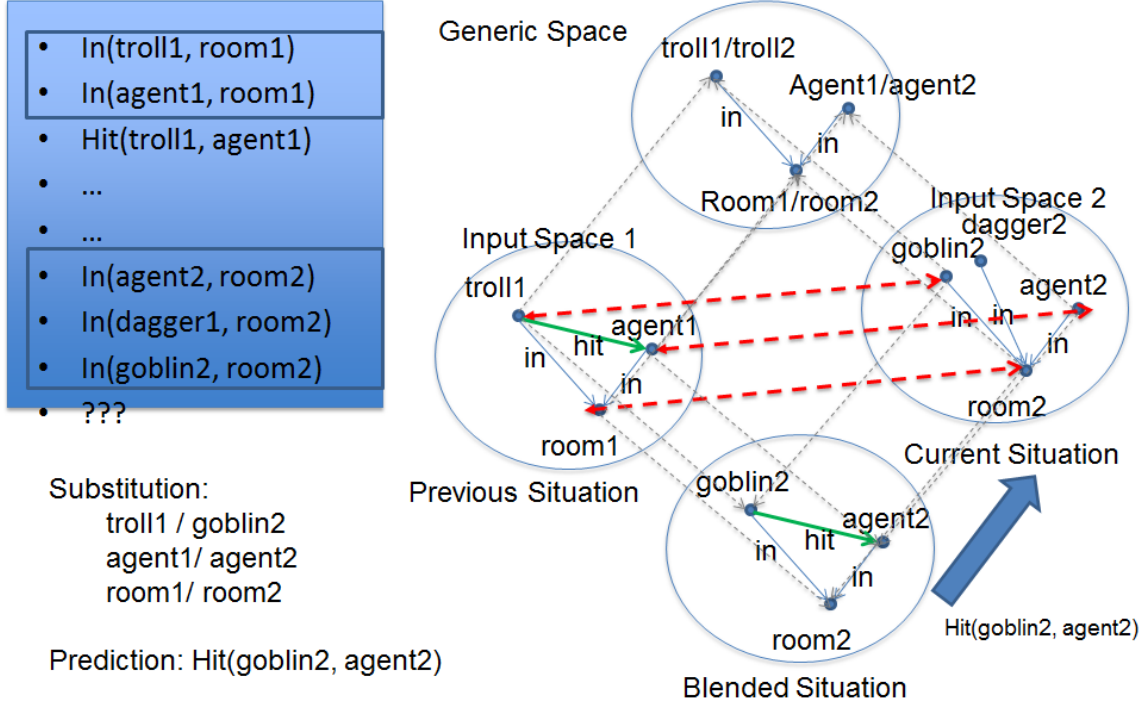 • In(troll1, room1)
• In(agent1, room1)
• Hit(troll1, agent1)
• ...
• ...
• In(agent2, room2)
• In(dagger1, room2)
• In(goblin2, room2)
• ???
Substitution:
troll1 / goblin2
agent1/ agent2
room1/ room2
Prediction: Hit(goblin2, agent2)
Generic Space
troll1/troll2
Agent1/agent2
in
in
Room1/room2
Input Space 1
troll1
agent1
hit
in
in
room1
Previous Situation
Input Space 2
dagger2
goblin2
agent2
in
in
in
room2
Current Situation
goblin2
agent2
hit
in
in
room2
Blended Situation
Hit(goblin2, agent2)